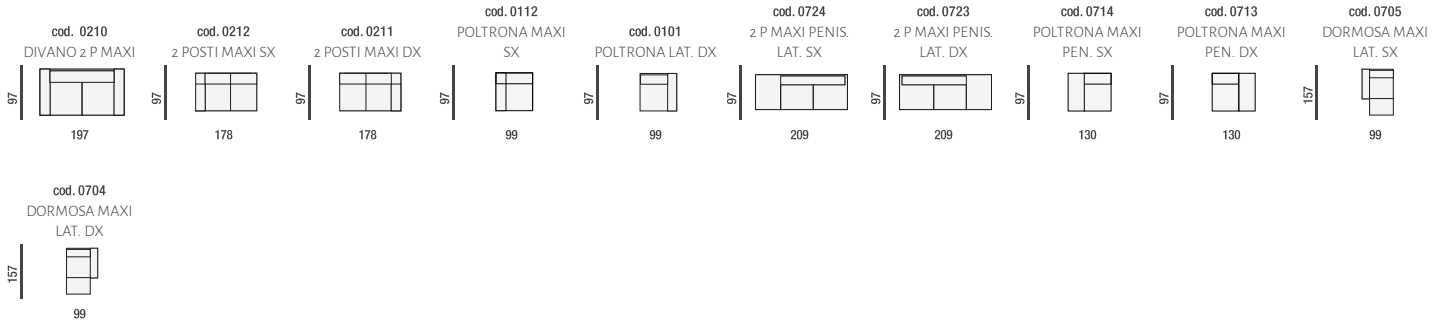 cod. 0210
DIVANO 2 P MAXI
97
197
cod. 0212
2 POSTI MAXI SX
97
178
cod. 0211
2 POSTI MAXI DX
97
178
cod. 0112
POLTRONA MAXI
SX
97
99
cod. 0101
POLTRONA LAT. DX
97
99
cod. 0724
2 P MAXI PENIS.
LAT. SX
97
209
cod. 0723
2 P MAXI PENIS.
LAT. DX
97
209
cod. 0714
POLTRONA MAXI
PEN. SX
97
130
cod. 0713
POLTRONA MAXI
PEN. DX
97
130
cod. 0705
DORMOSA MAXI
LAT. SX
157
99
cod. 0704
DORMOSA MAXI
LAT. DX
157
99